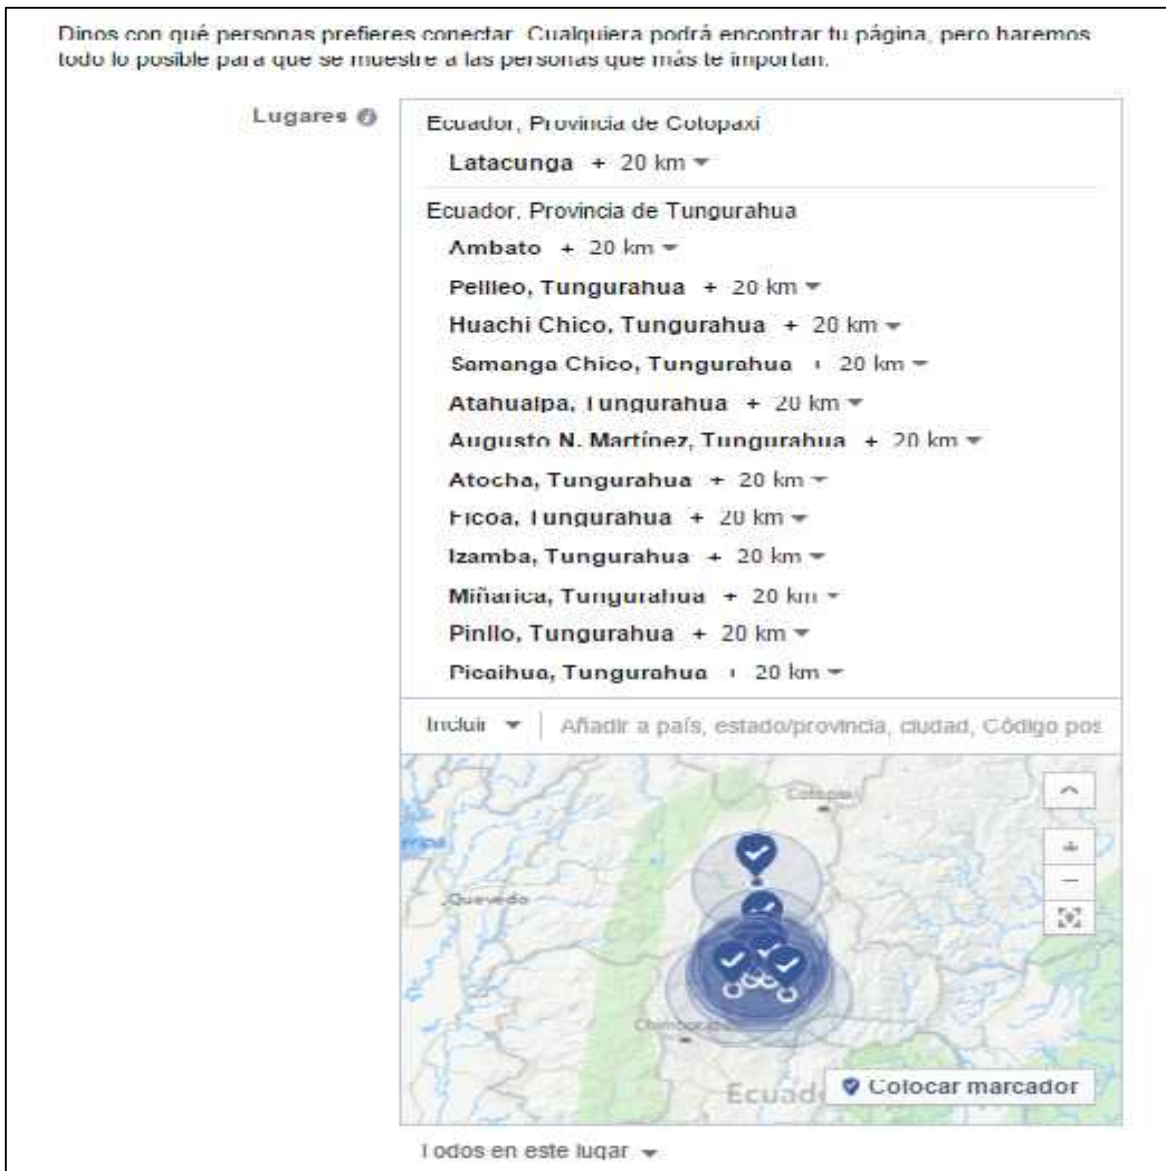 Dinos con qué personas prefieres conectar. Cualquiera podrá encontrar tu página, pero haremos
todo lo posible para que se muestre a las personas que más te importan.
Lugares
Ecuador, Provincia de Cotopaxi
Latacunga + 20 km
Ecuador, Provincia de Tungurahua
Ambato + 20 km
Pelileo, Tungurahua + 20 km
Huachi Chico, Tungurahua + 20 km
Samanga Chico, Tungurahua + 20 km
Atahualpa, Tungurahua + 20 km
Augusto N. Martínez, Tungurahua + 20 km
Atocha, Tungurahua + 20 km
Ficoa, Tungurahua + 20 km
Izamba, Tungurahua + 20 km
Miñarica, Tungurahua + 20 km
Pinllo, Tungurahua + 20 km
Picaihua, Tungurahua + 20 km
Incluir Añadir a país, estado/provincia, ciudad, Código pos
Cotopaxi
Quevedo
Ecuad
Colocar marcador
Todos en este lugar